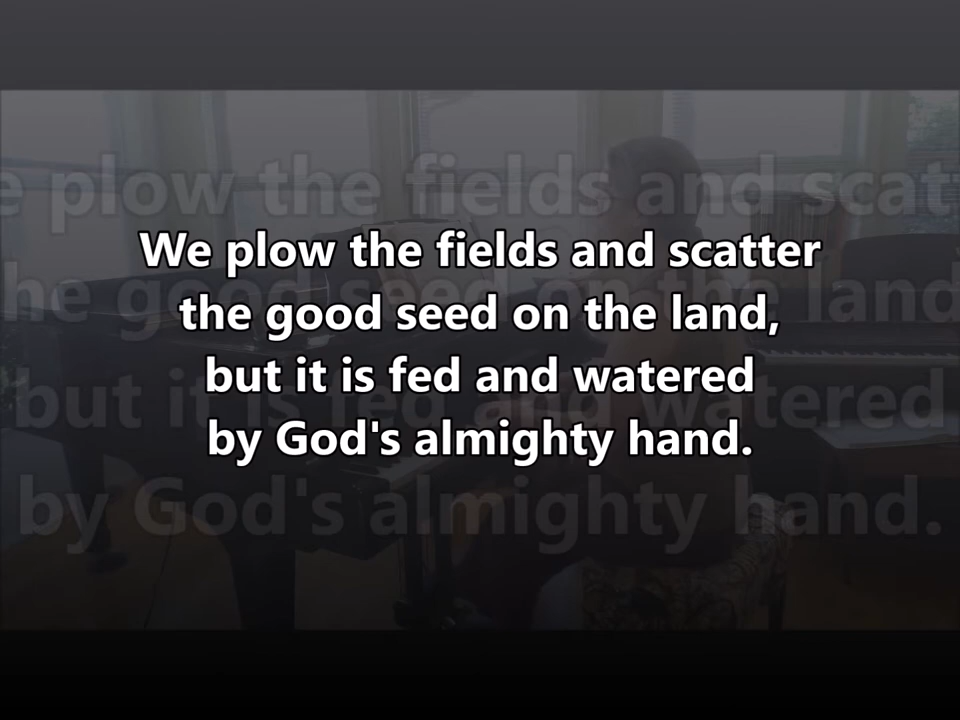 We plow the fields and scatter
the good seed on the land,
but it is fed and watered
by God's almighty hand.